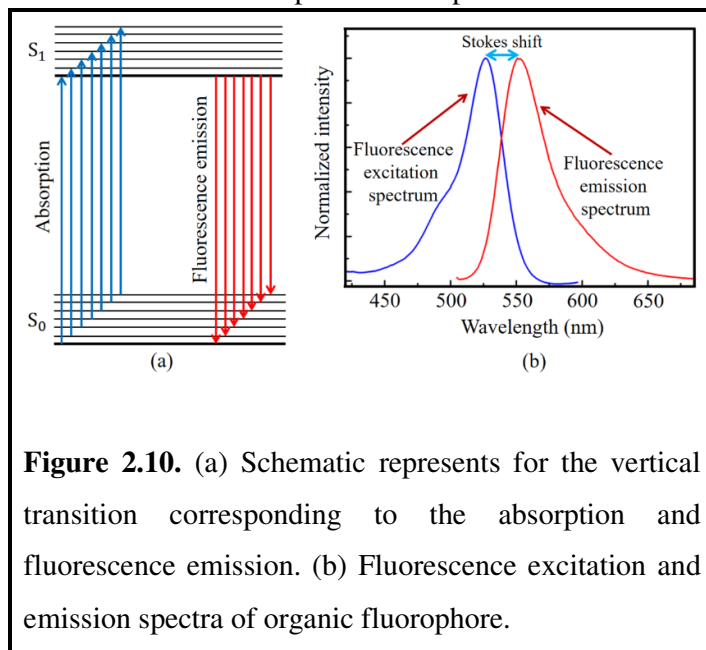 S1
S0
Absorption
Fluorescence emission
(a)
Stokes shift
Fluorescence
excitation
spectrum
Fluorescence
emission
spectrum
Normalized intensity
425 500 550 600 650
Wavelength (nm)
(b)
Figure 2.10. (a) Schematic represents for the vertical
transition corresponding to the absorption and
fluorescence emission. (b) Fluorescence excitation and
emission spectra of organic fluorophore.